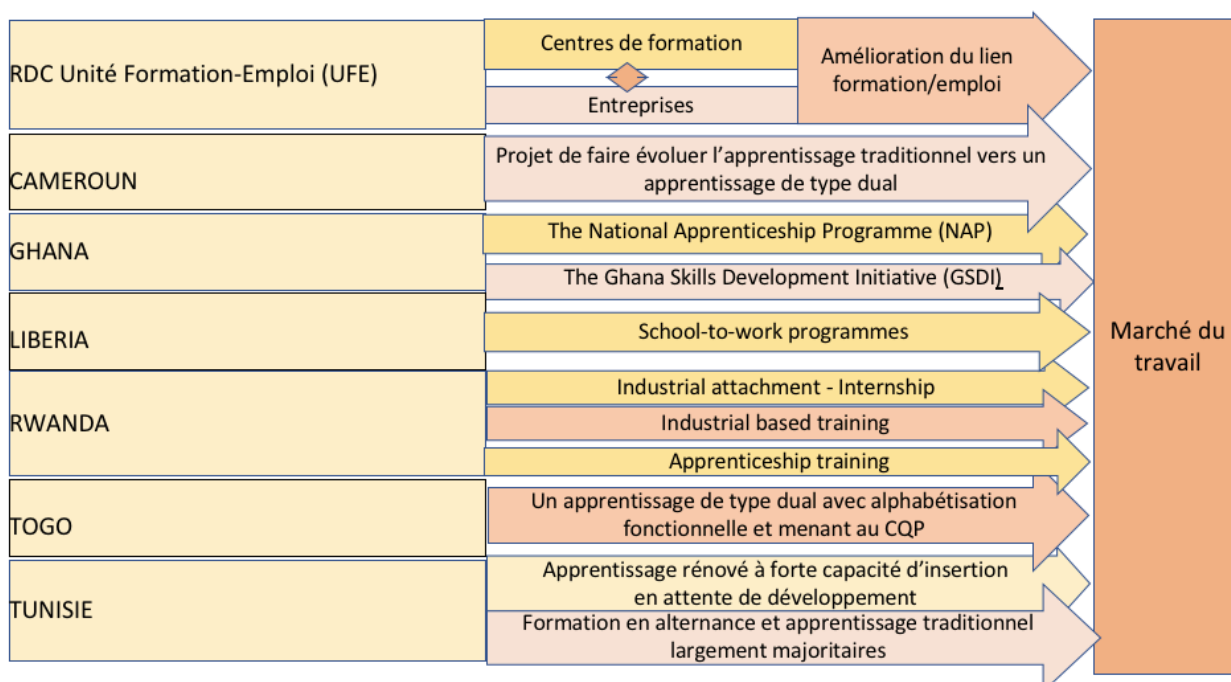 RDC Unité Formation-Emploi (UFE)
Centres de formation
Entreprises
Amélioration du lien
formation/emploi
CAMEROUN
Projet de faire évoluer l’apprentissage traditionnel vers un
apprentissage de type dual
GHANA
The National Apprenticeship Programme (NAP)
The Ghana Skills Development Initiative (GSDI)
LIBERIA
School-to-work programmes
Marché du
travail
RWANDA
Industrial attachment - Internship
Industrial based training
Apprenticeship training
TOGO
Un apprentissage de type dual avec alphabétisation
fonctionnelle et menant au CQP
TUNISIE
Apprentissage rénové à forte capacité d’insertion
en attente de développement
Formation en alternance et apprentissage traditionnel
largement majoritaires